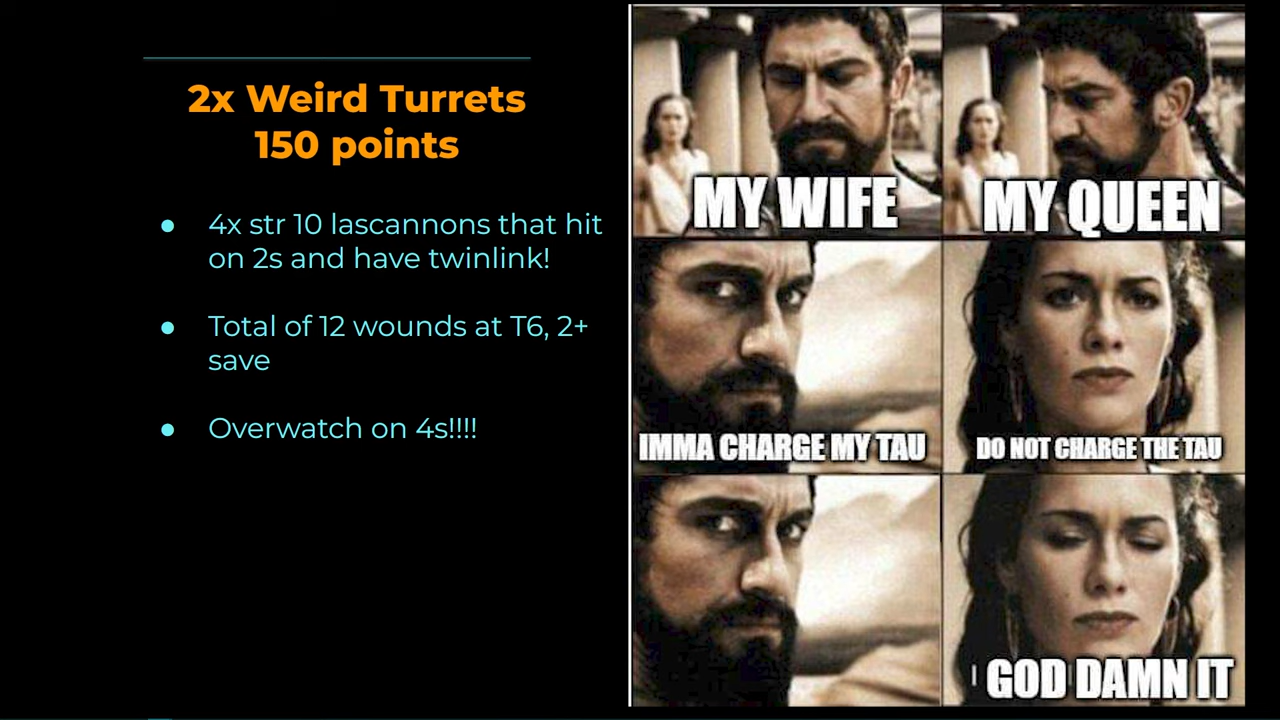 2x Weird Turrets
150 points
● 4x str 10 lascannons that hit
on 2s and have twinlink!
● Total of 12 wounds at T6, 2+
save
● Overwatch on 4s!!!!
MY WIFE
MY QUEEN
IMMA CHARGE MY TAU
DO NOT CHARGE THE TAU
GOD DAMN IT